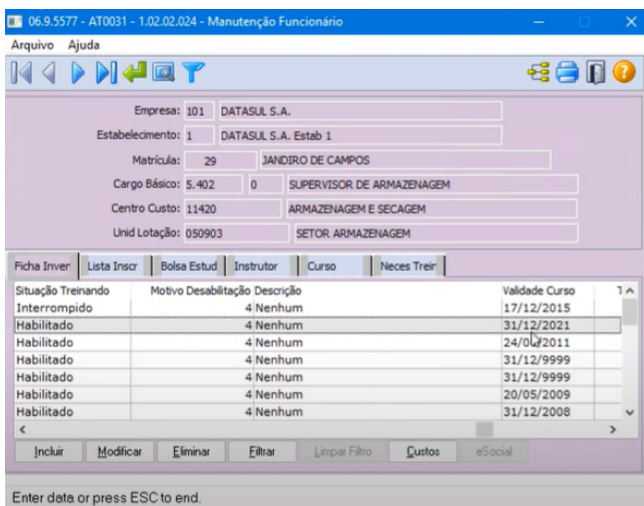 06.9.5577 - AT0031 - 1.02.02.024 - Manutenção Funcionário
Arquivo Ajuda
Empresa: 101 DATASUL S.A.
Estabelecimento: 1 DATASUL S.A. Estab 1
Matrícula: 29 JANDIRO DE CAMPOS
Cargo Básico: 5.402 0 SUPERVISOR DE ARMAZENAGEM
Centro Custo: 11420 ARMAZENAGEM E SECAGEM
Unid Lotação: 050903 SETOR ARMAZENAGEM
Ficha Inven Lista Inscr Bolsa Estud Instrutor Curso Neces Trein
Situação Treinando Motivo Desabilitação Descrição Validade Curso
Interrompido 4 Nenhum 17/12/2015
Habilitado 4 Nenhum 31/12/2021
Habilitado 4 Nenhum 2011
Habilitado 4 Nenhum 31/12/9999
Habilitado 4 Nenhum 31/12/9999
Habilitado 4 Nenhum 20/05/2009
Habilitado 4 Nenhum 31/12/2008
Incluir Modificar Eliminar Filtrar Limpar Filtro Custos eSocial
Enter data or press ESC to end.